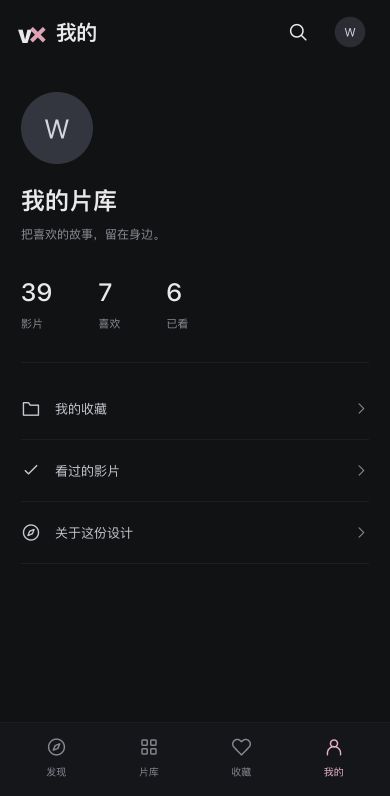 vx 我的
W
W
我的片库
把喜欢的故事，留在身边。
39 7 6
影片 喜欢 已看
我的收藏
看过的影片
关于这份设计
发现 片库 收藏 我的